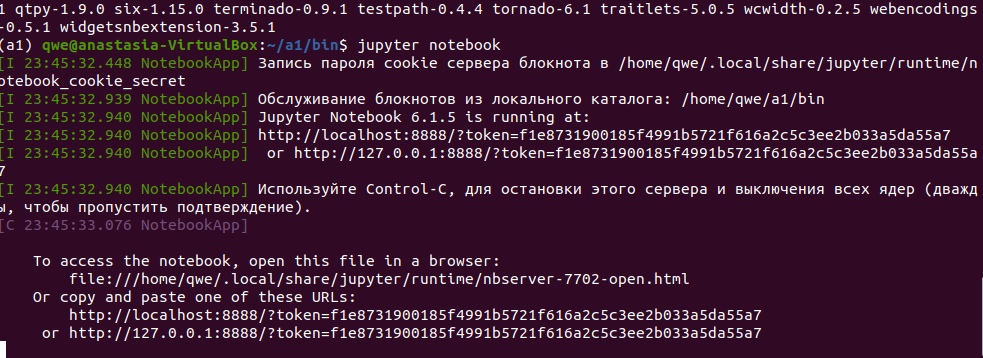 1 qtpy-1.9.0 six-1.15.0 terminado-0.9.1 testpath-0.4.4 tornado-6.1 traitlets-5.0.5 wcwidth-0.2.5 webencodings
-0.5.1 widgetsnbextension-3.5.1
(a1) qwe@anastasia-VirtualBox:~/a1/bin$ jupyter notebook
[I 23:45:32.448 NotebookApp] Запись пароля cookie сервера блокнота в /home/qwe/.local/share/jupyter/runtime/n
otebook_cookie_secret
[I 23:45:32.939 NotebookApp] Обслуживание блокнотов из локального каталога: /home/qwe/a1/bin
[I 23:45:32.940 NotebookApp] Jupyter Notebook 6.1.5 is running at:
[I 23:45:32.940 NotebookApp] http://localhost:8888/?token=f1e8731900185f4991b5721f616a2c5c3ee2b033a5da55a7
[I 23:45:32.940 NotebookApp]  or http://127.0.0.1:8888/?token=f1e8731900185f4991b5721f616a2c5c3ee2b033a5da55a
7
[I 23:45:32.940 NotebookApp] Используйте Control-C, для остановки этого сервера и выключения всех ядер (дважд
ы, чтобы пропустить подтверждение).
[C 23:45:33.076 NotebookApp]
To access the notebook, open this file in a browser:
file:///home/qwe/.local/share/jupyter/runtime/nbserver-7702-open.html
Or copy and paste one of these URLs:
http://localhost:8888/?token=f1e8731900185f4991b5721f616a2c5c3ee2b033a5da55a7
or http://127.0.0.1:8888/?token=f1e8731900185f4991b5721f616a2c5c3ee2b033a5da55a7